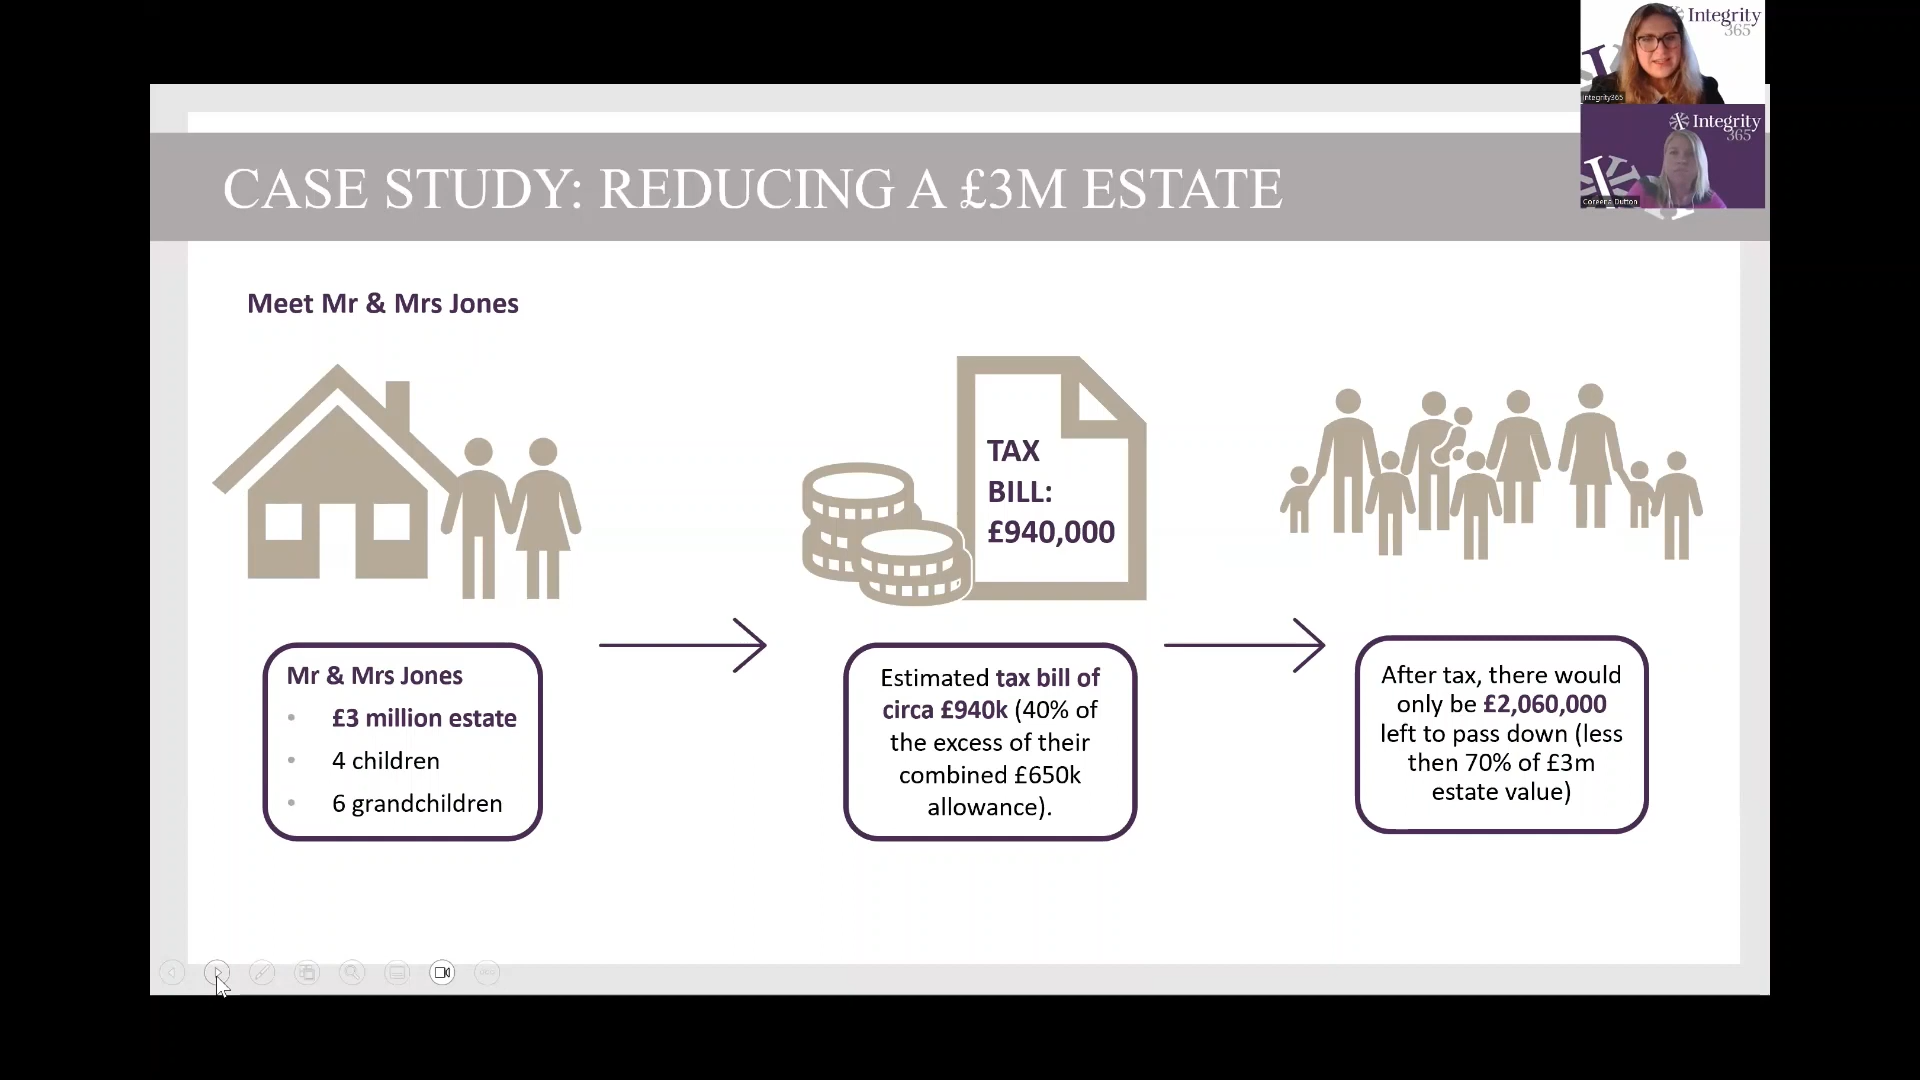 Integrity
365
integrity365
Integrity
365
Coreena Dutton
CASE STUDY: REDUCING A £3M ESTATE
Meet Mr & Mrs Jones
TAX
BILL:
£940,000
Mr & Mrs Jones
• £3 million estate
• 4 children
• 6 grandchildren
Estimated tax bill of
circa £940k (40% of
the excess of their
combined £650k
allowance).
After tax, there would
only be £2,060,000
left to pass down (less
then 70% of £3m
estate value)